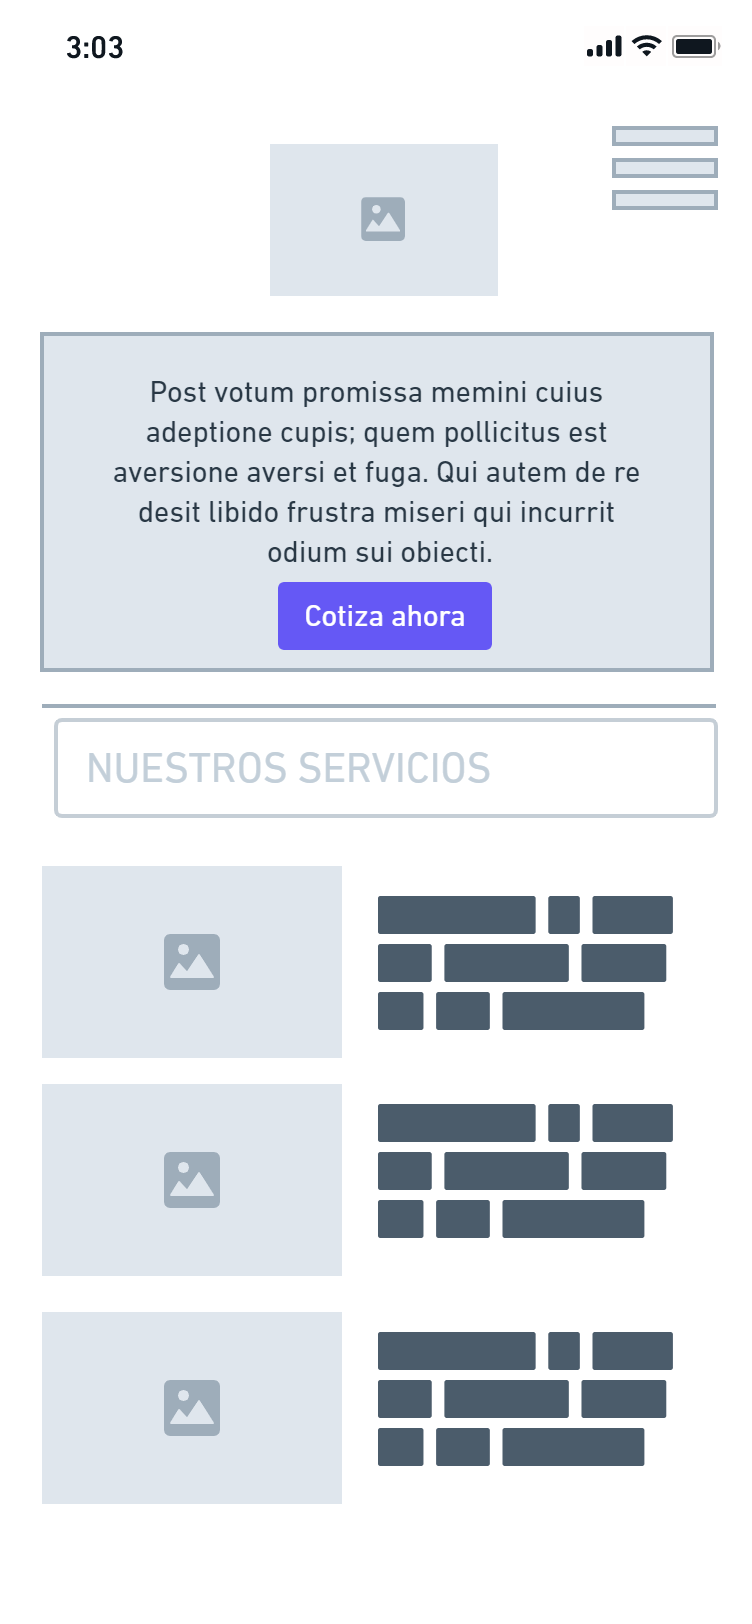 3:03
Post votum promissa memini cuius
adeptione cupis; quem pollicitus est
aversione aversi et fuga. Qui autem de re
desit libido frustra miseri qui incurrit
odium sui obiecti.
Cotiza ahora
NUESTROS SERVICIOS